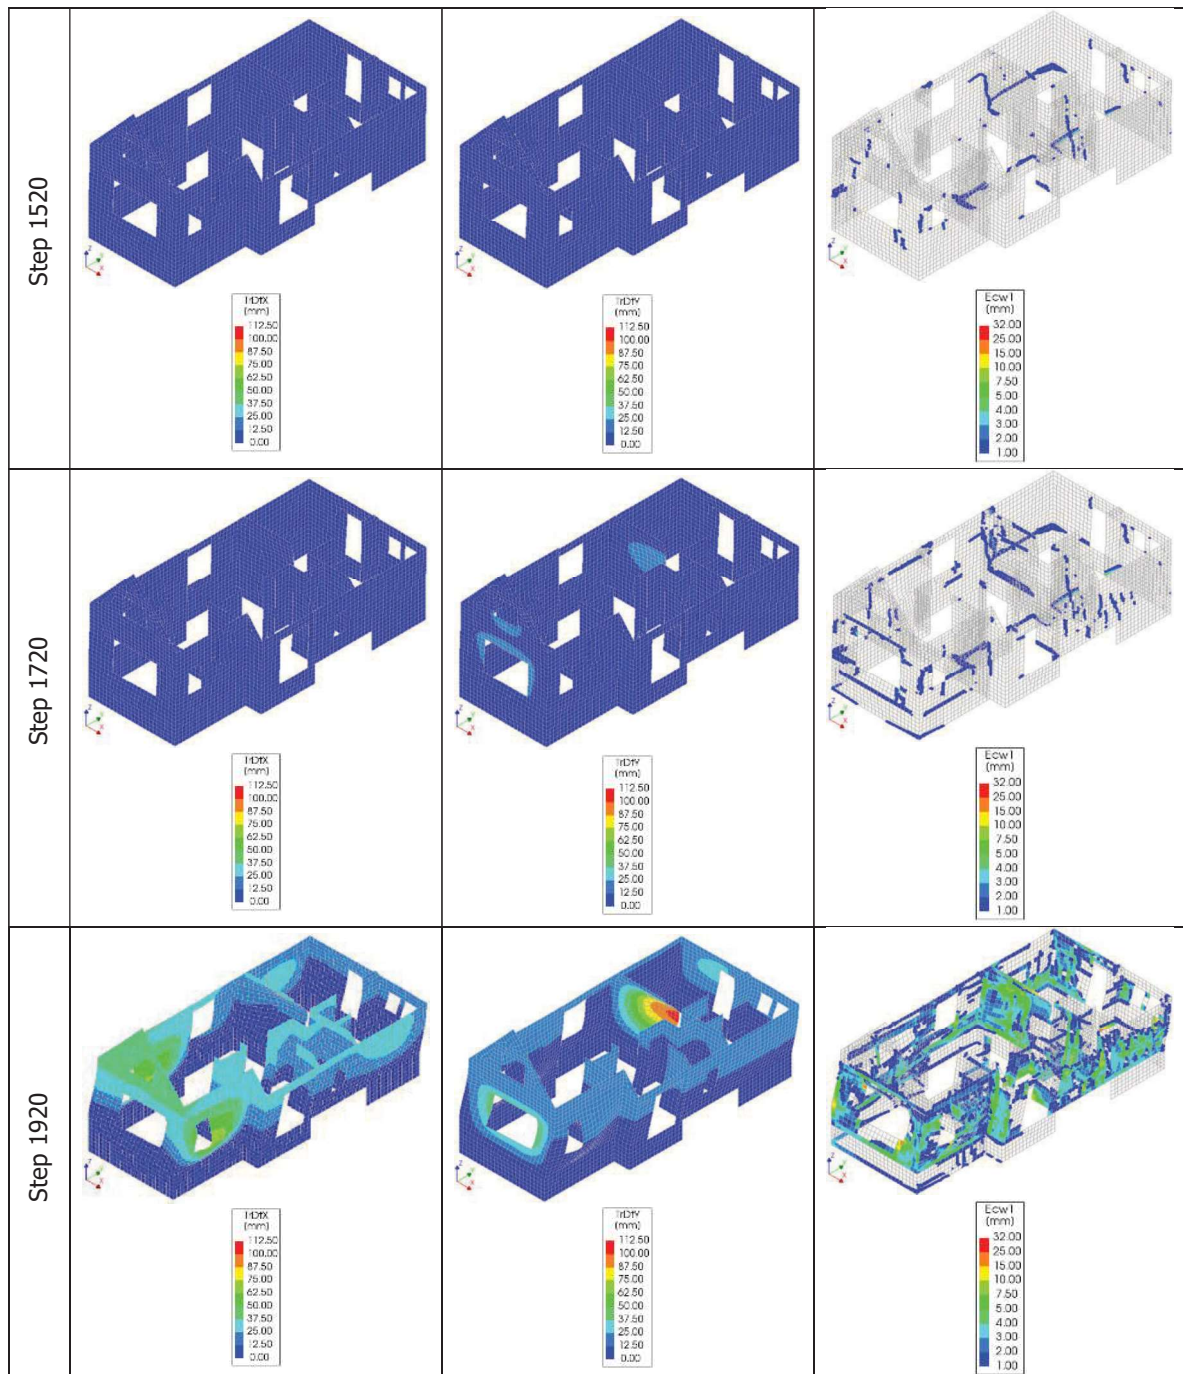 Step 1520
Z
Y
X
TrDtX
(mm)
112.50
100.00
87.50
75.00
62.50
50.00
37.50
25.00
12.50
0.00
Z
Y
X
TrDtY
(mm)
112.50
100.00
87.50
75.00
62.50
50.00
37.50
25.00
12.50
0.00
Z
Y
X
Ecw1
(mm)
32.00
25.00
15.00
10.00
7.50
5.00
4.00
3.00
2.00
1.00
Step 1720
Z
Y
X
TrDtX
(mm)
112.50
100.00
87.50
75.00
62.50
50.00
37.50
25.00
12.50
0.00
Z
Y
X
TrDtY
(mm)
112.50
100.00
87.50
75.00
62.50
50.00
37.50
25.00
12.50
0.00
Z
Y
X
Ecw1
(mm)
32.00
25.00
15.00
10.00
7.50
5.00
4.00
3.00
2.00
1.00
Step 1920
Z
Y
X
TrDtX
(mm)
112.50
100.00
87.50
75.00
62.50
50.00
37.50
25.00
12.50
0.00
Z
Y
X
TrDtY
(mm)
112.50
100.00
87.50
75.00
62.50
50.00
37.50
25.00
12.50
0.00
Z
Y
X
Ecw1
(mm)
32.00
25.00
15.00
10.00
7.50
5.00
4.00
3.00
2.00
1.00